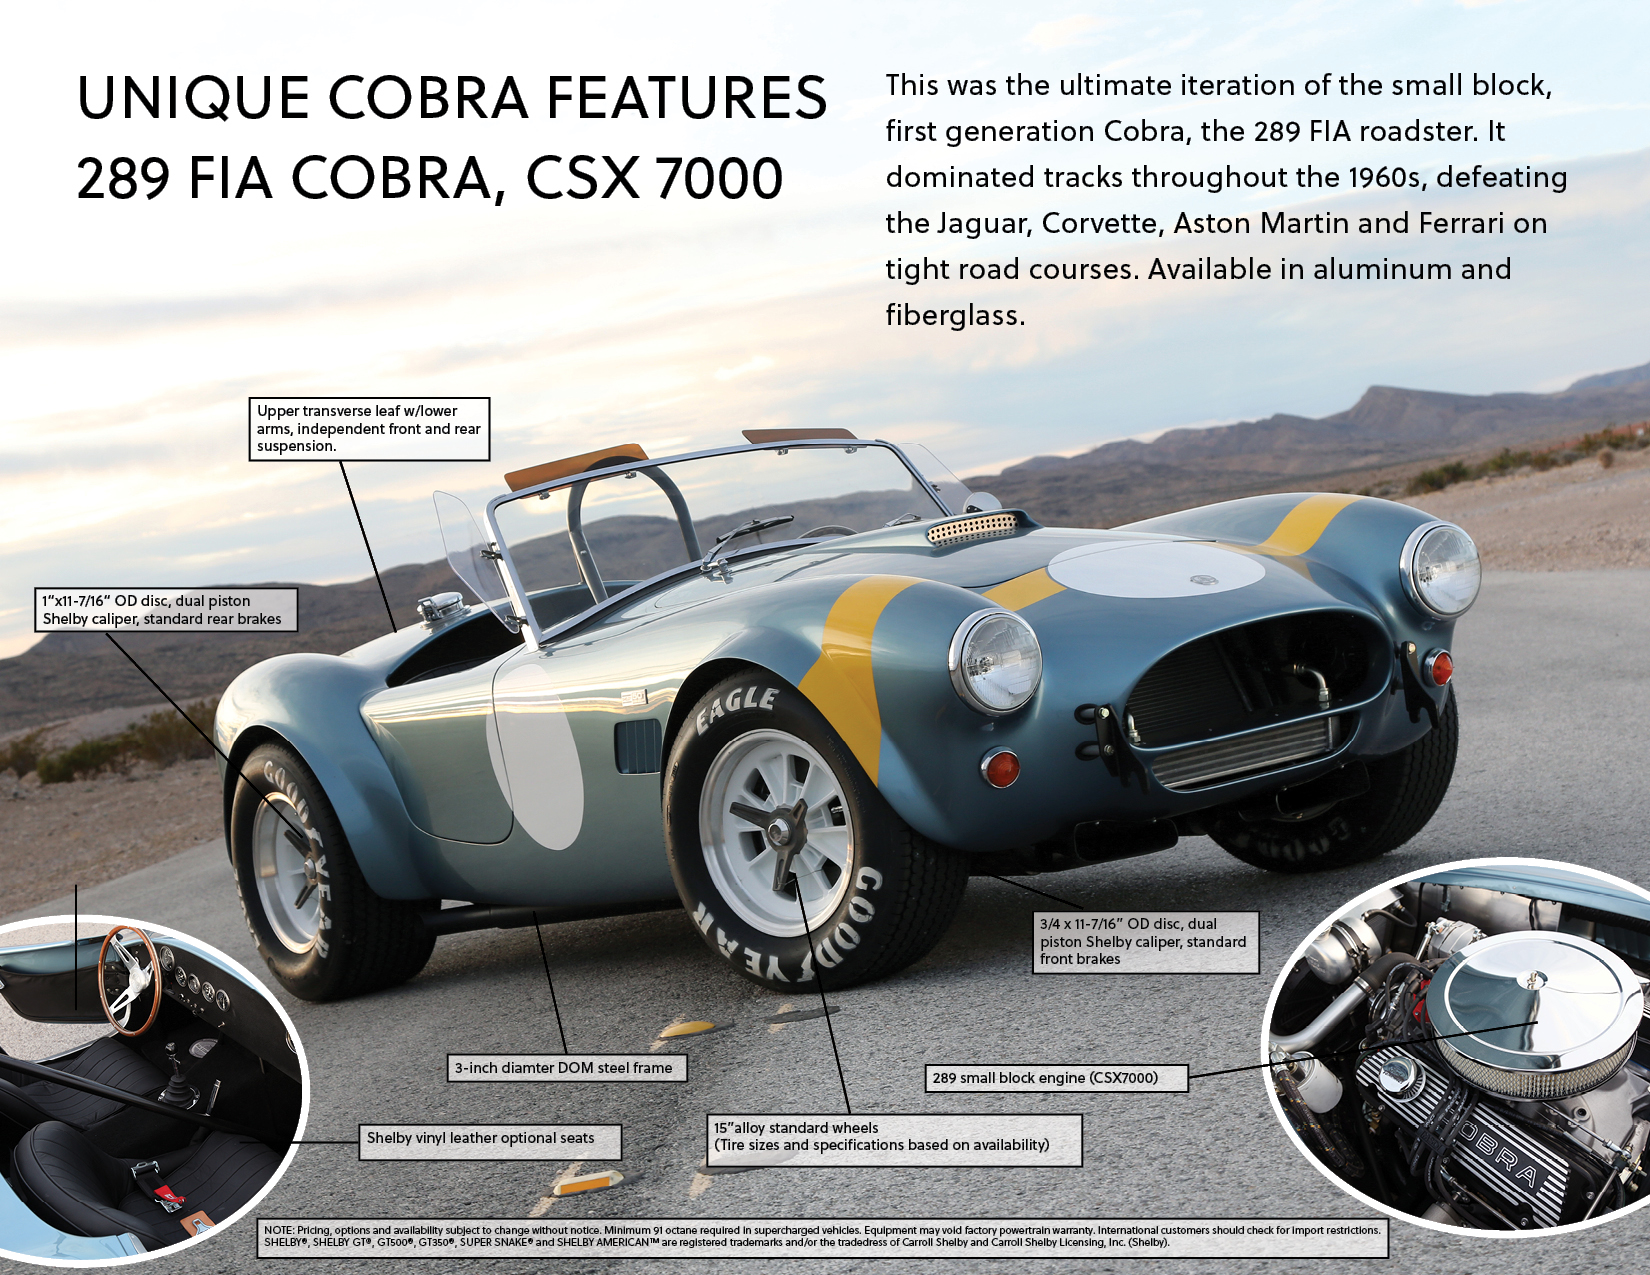 UNIQUE COBRA FEATURES
289 FIA COBRA, CSX 7000
This was the ultimate iteration of the small block,
first generation Cobra, the 289 FIA roadster. It
dominated tracks throughout the 1960s, defeating
the Jaguar, Corvette, Aston Martin and Ferrari on
tight road courses. Available in aluminum and
fiberglass.
Upper transverse leaf w/lower
arms, independent front and rear
suspension.
1“x11-7/16“ OD disc, dual piston
Shelby caliper, standard rear brakes
EAGLE
GOODYEAR
GOODYEAR
3/4 x 11-7/16” OD disc, dual
piston Shelby caliper, standard
front brakes
3-inch diamter DOM steel frame
289 small block engine (CSX7000)
Shelby vinyl leather optional seats
15”alloy standard wheels
(Tire sizes and specifications based on availability)
COBRA
NOTE: Pricing, options and availability subject to change without notice. Minimum 91 octane required in supercharged vehicles. Equipment may void factory powertrain warranty. International customers should check for import restrictions.
SHELBY®, SHELBY GT®, GT500®, GT350®, SUPER SNAKE® and SHELBY AMERICAN™ are registered trademarks and/or the tradedress of Carroll Shelby and Carroll Shelby Licensing, Inc. (Shelby).